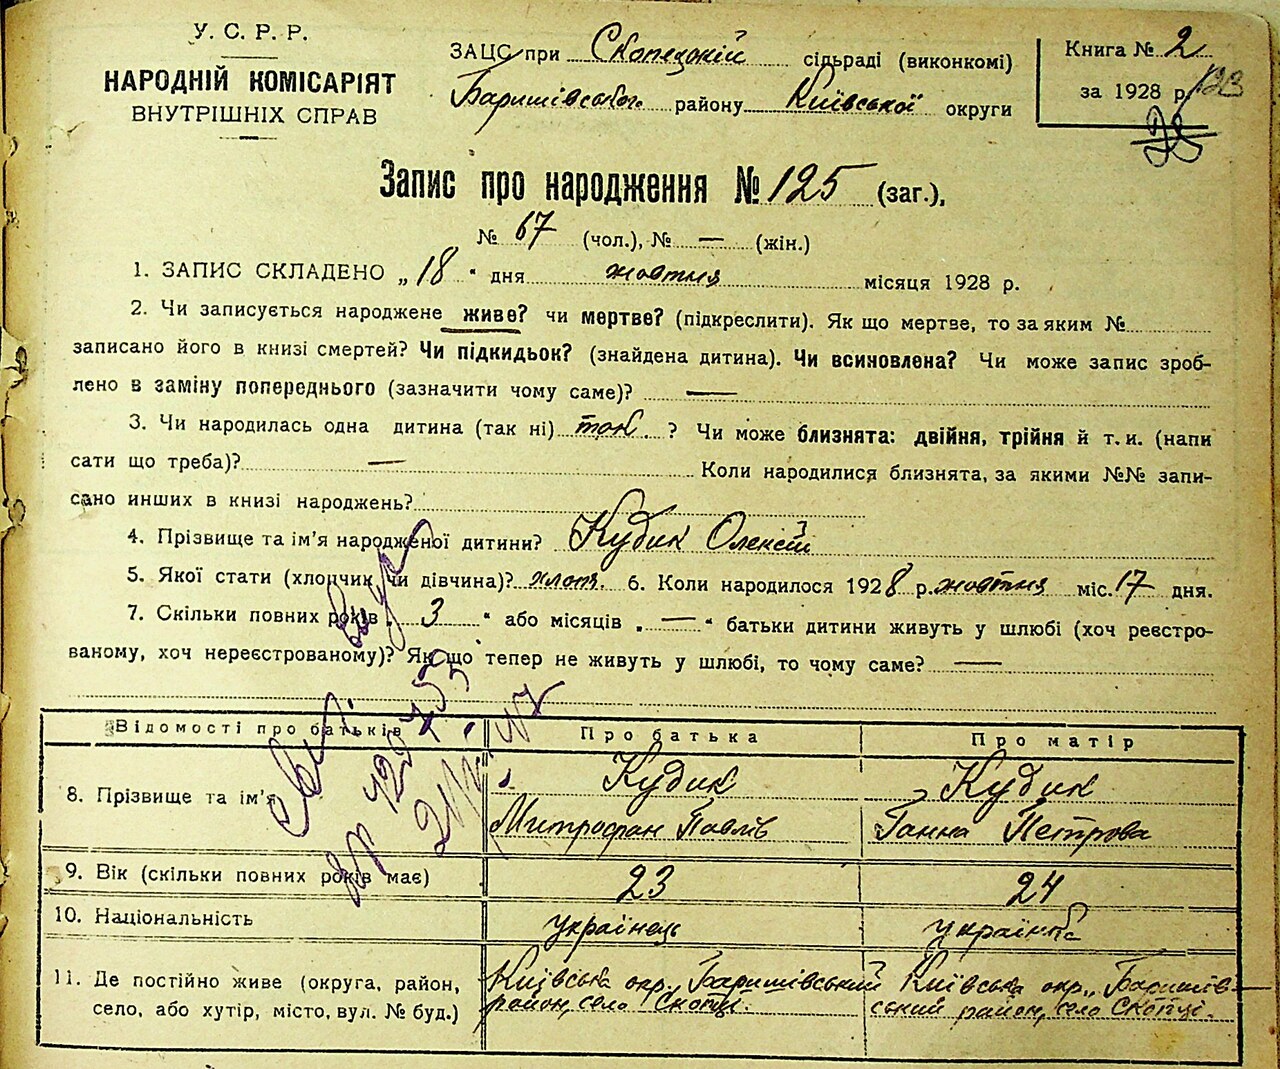 У. С. Р. Р.
НАРОДНІЙ КОМІСАРІЯТ
ВНУТРІШНІХ СПРАВ
ЗАЦС при Скопецькій сідьраді (виконкомі)
Баришівського району Київської округи
Книга № 2
за 1928 р. 123
Запис про народження № 125 (заг.),
№ 67 (чол.), № — (жін.)
1. ЗАПИС СКЛАДЕНО „18“ дня жовтня місяця 1928 р.
2. Чи записується народжене живе? чи мертве? (підкреслити). Як що мертве, то за яким №
записано його в книзі смертей? Чи підкидьок? (знайдена дитина). Чи всиновлена? Чи може запис зроб-
лено в заміну попереднього (зазначити чому саме)? —
3. Чи народилась одна дитина (так ні) так ? Чи може близнята: двійня, трійня й т. и. (напи
сати що треба)? — Коли народилися близнята, за якими №№ запи-
сано инших в книзі народжень?
4. Прізвище та ім'я народженої дитини? Кудик Олексій
5. Якої стати (хлопчик чи дівчина)? хлоп. 6. Коли народилося 1928 р. жовтня міс. 17 дня.
7. Скільки повних років „ 3 “ або місяців „ — “ батьки дитини живуть у шлюбі (хоч реєстро-
ваному, хоч нереєстрованому)? Як що тепер не живуть у шлюбі, то чому саме? —
Відомості про батьків Про батька Про матір
8. Прізвище та ім'я Кудик Кудик
Митрофан Павлів Ганна Петрова
9. Вік (скільки повних років має) 23 24
10. Національність українець українка
11. Де постійно живе (округа, район, Київська окр., Баришівський Київська окр., Баришів-
село, або хутір, місто, вул. № буд.) район, село Скопці. ський район, село Скопці.